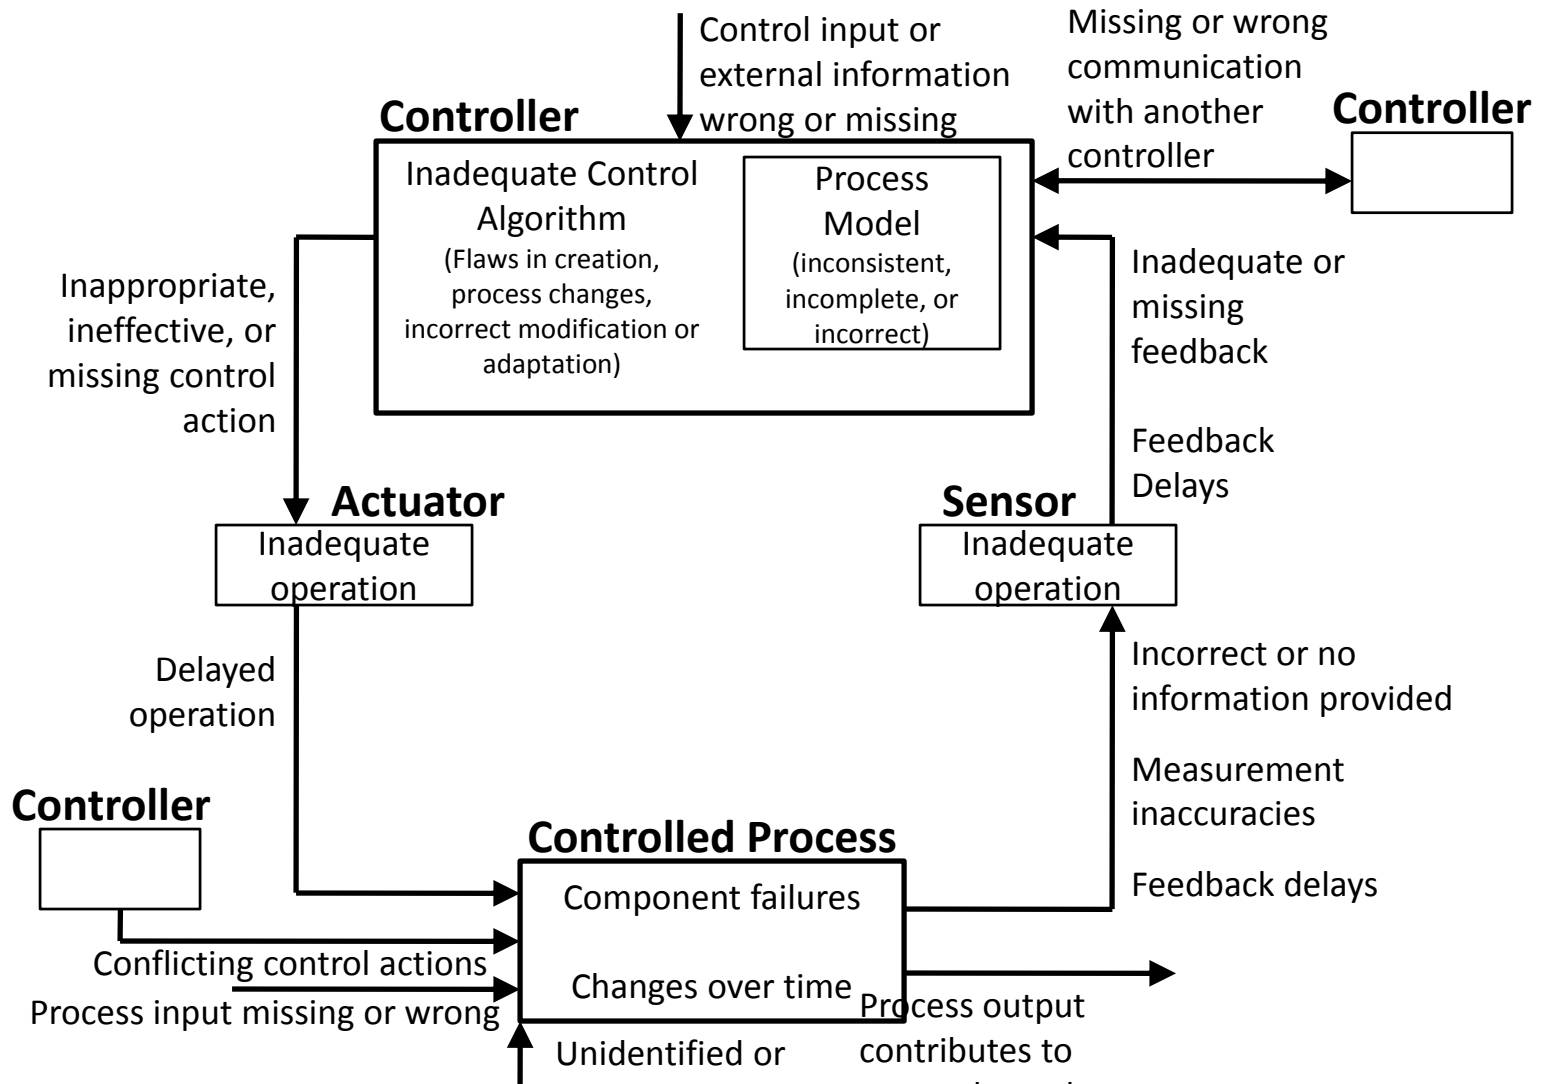 Control input or
external information
wrong or missing
Missing or wrong
communication
with another
controller
Controller
Controller
Inadequate Control
Algorithm
(Flaws in creation,
process changes,
incorrect modification or
adaptation)
Process
Model
(inconsistent,
incomplete, or
incorrect)
Inappropriate,
ineffective, or
missing control
action
Inadequate or
missing
feedback
Feedback
Delays
Actuator
Inadequate
operation
Sensor
Inadequate
operation
Delayed
operation
Incorrect or no
information provided
Measurement
inaccuracies
Feedback delays
Controller
Controlled Process
Component failures
Changes over time
Conflicting control actions
Process input missing or wrong
Unidentified or
Process output
contributes to